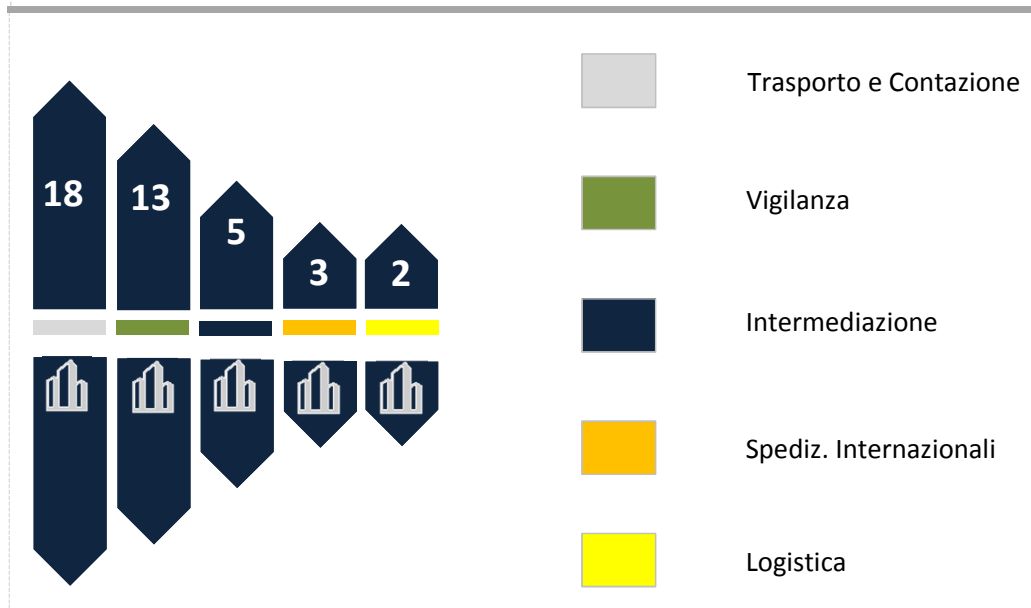 18
13
5
3
2
Trasporto e Contazione
Vigilanza
Intermediazione
Spediz. Internazionali
Logistica